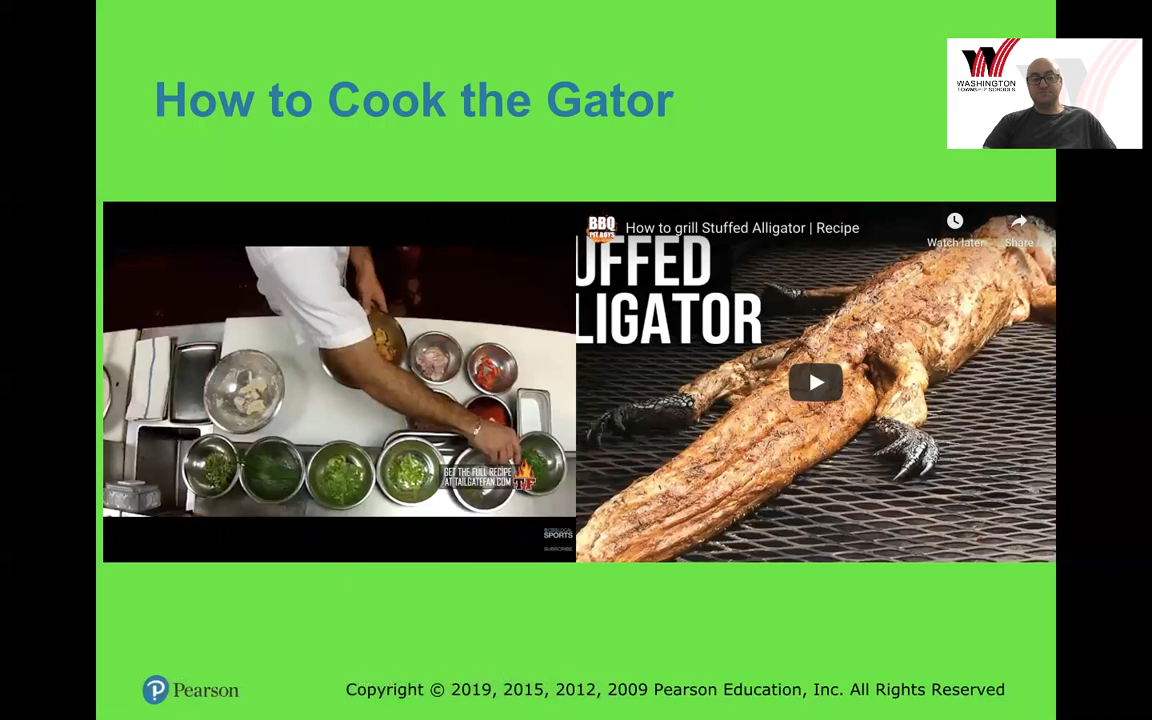 How to Cook the Gator
WASHINGTON
TOWNSHIP SCHOOLS
BBQ
PIT BOYS
How to grill Stuffed Alligator | Recipe
Watch later
Share
UFFED
LIGATOR
GET THE FULL RECIPE
AT TAILGATEFAN.COM
TF
SPORTS
SUBSCRIBE
Pearson
Copyright © 2019, 2015, 2012, 2009 Pearson Education, Inc. All Rights Reserved